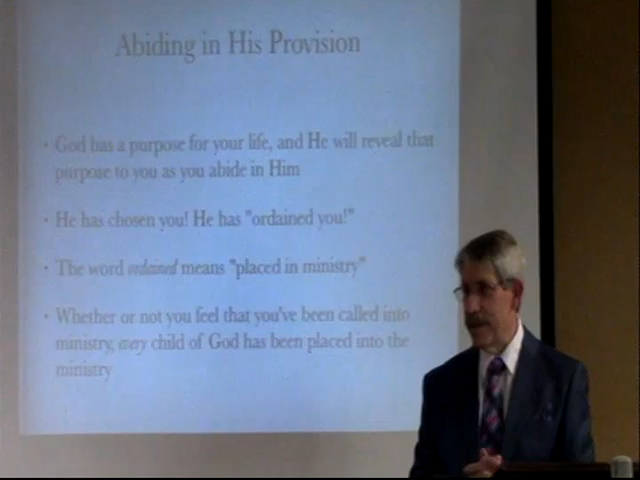 Abiding in His Provision
• God has a purpose for your life, and He will reveal that
purpose to you as you abide in Him
• He has chosen you! He has "ordained you!"
• The word ordained means "placed in ministry"
• Whether or not you feel that you've been called into
ministry, every child of God has been placed into the
ministry